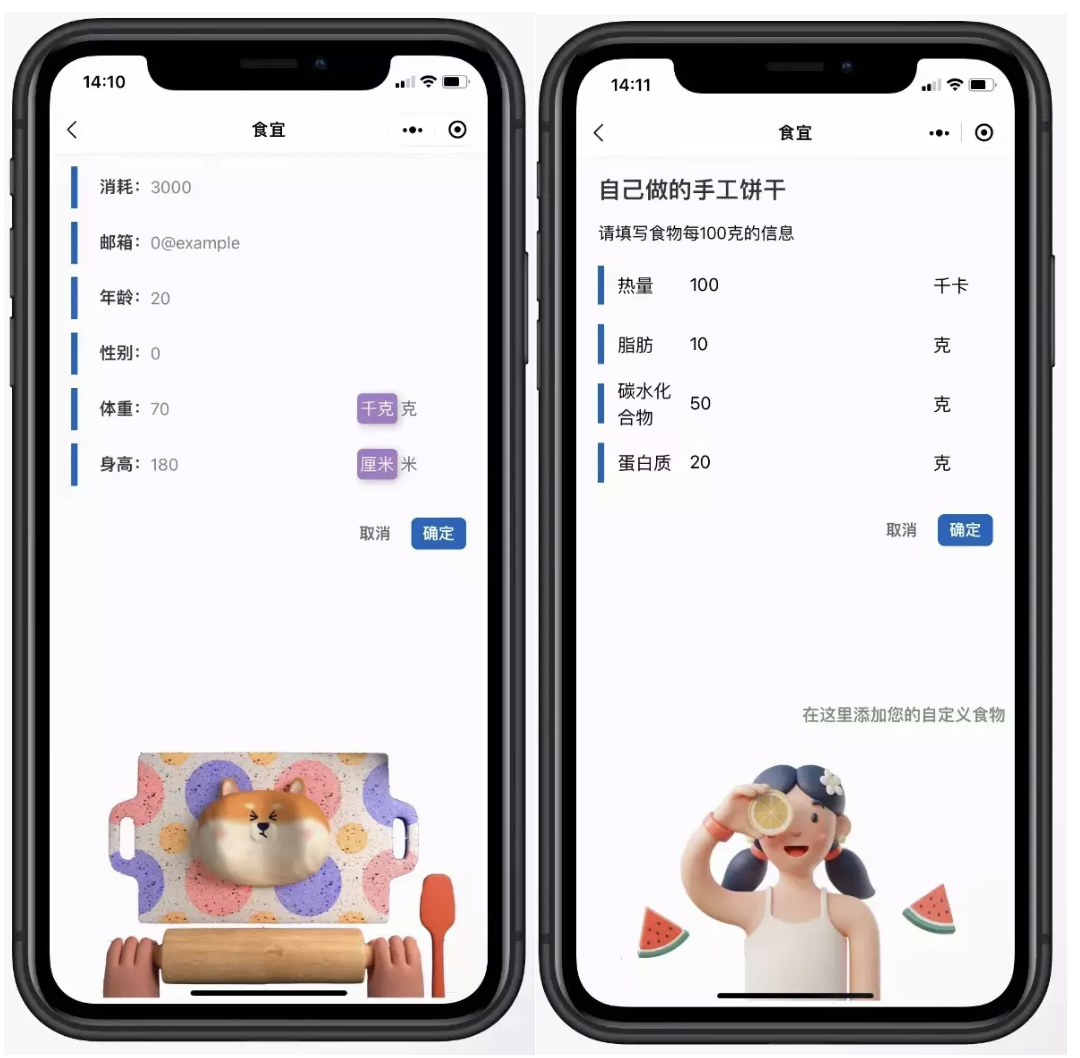 14:10
食宜
消耗： 3000
邮箱： 0@example
年龄： 20
性别： 0
体重： 70 千克 克
身高： 180 厘米 米
取消 确定
14:11
食宜
自己做的手工饼干
请填写食物每100克的信息
热量 100 千卡
脂肪 10 克
碳水化
合物 50 克
蛋白质 20 克
取消 确定
在这里添加您的自定义食物